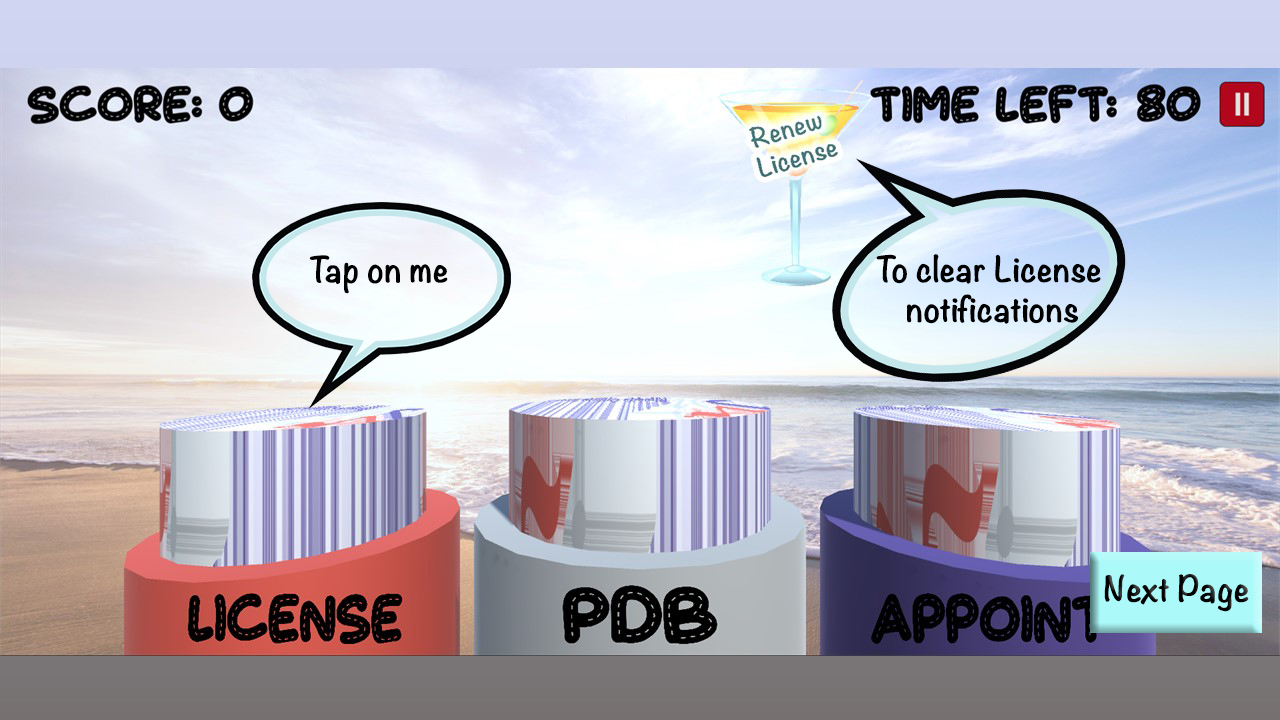 SCORE: 0
TIME LEFT: 80
Renew
License
Tap on me
To clear License
notifications
LICENSE
PDB
APPOINT
Next Page